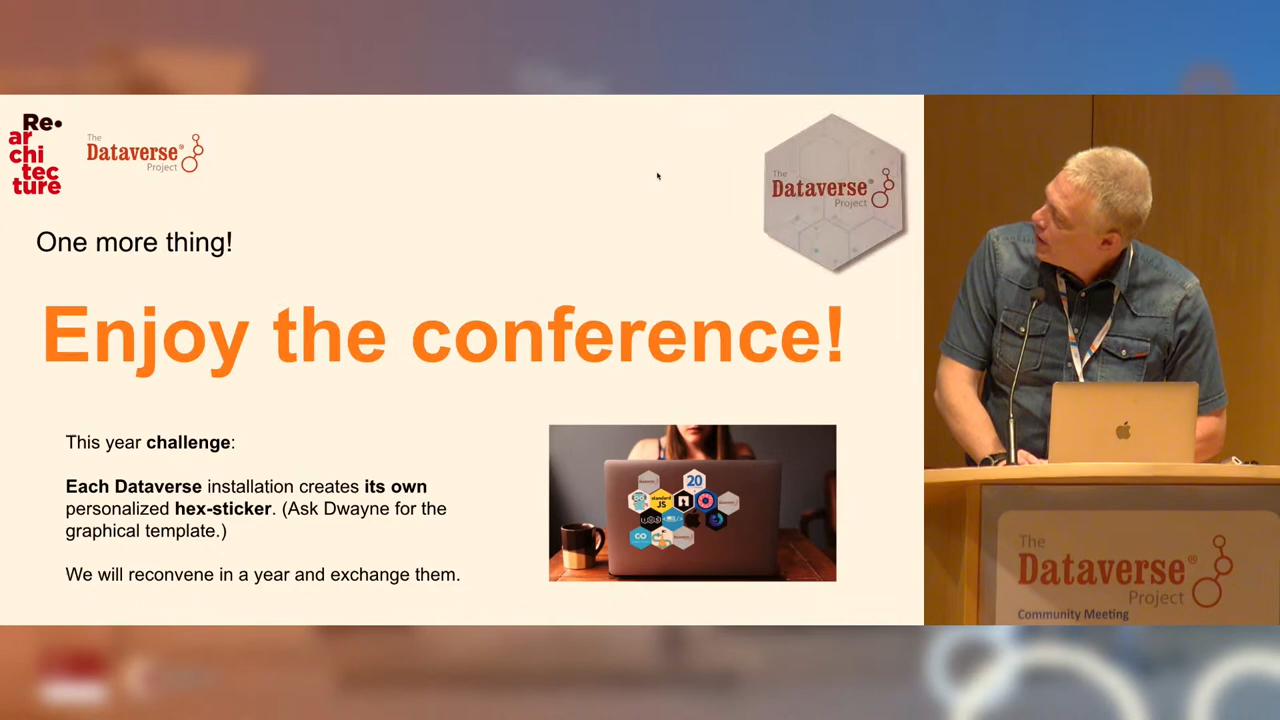 Re•
ar
chi
tec
ture
The
Dataverse®
Project
The
Dataverse®
Project
One more thing!
Enjoy the conference!
This year challenge:
Each Dataverse installation creates its own
personalized hex-sticker. (Ask Dwayne for the
graphical template.)
We will reconvene in a year and exchange them.
20
standard
JS
The
Dataverse®
Project
Community Meeting